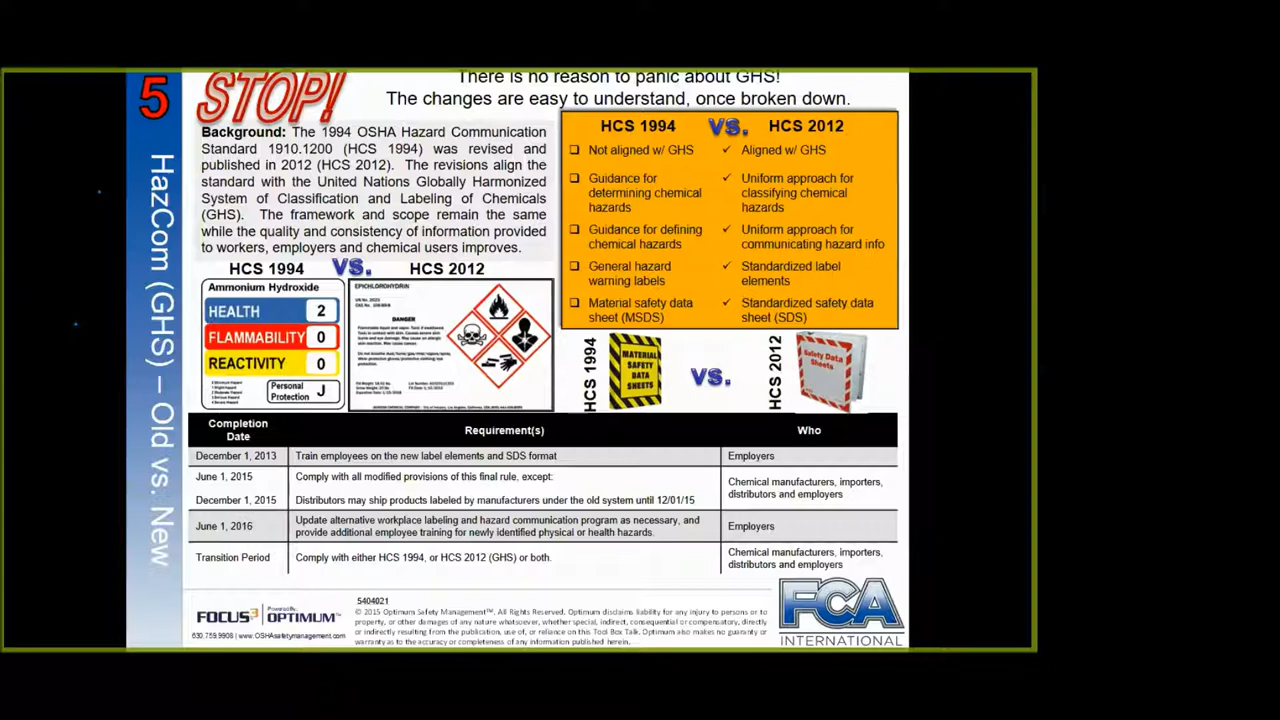 5
HazCom (GHS) – Old vs. New
STOP!
There is no reason to panic about GHS!
The changes are easy to understand, once broken down.
Background: The 1994 OSHA Hazard Communication
Standard 1910.1200 (HCS 1994) was revised and
published in 2012 (HCS 2012). The revisions align the
standard with the United Nations Globally Harmonized
System of Classification and Labeling of Chemicals
(GHS). The framework and scope remain the same
while the quality and consistency of information provided
to workers, employers and chemical users improves.
HCS 1994 VS. HCS 2012
Not aligned w/ GHS
Aligned w/ GHS
Guidance for
determining chemical
hazards
Uniform approach for
classifying chemical
hazards
Guidance for defining
chemical hazards
Uniform approach for
communicating hazard info
General hazard
warning labels
Standardized label
elements
Material safety data
sheet (MSDS)
Standardized safety data
sheet (SDS)
HCS 1994 VS. HCS 2012
Ammonium Hydroxide
HEALTH 2
FLAMMABILITY 0
REACTIVITY 0
Personal
Protection J
EPICHLOROHYDRIN
DANGER
HCS 1994
MATERIAL
SAFETY
DATA
SHEETS
VS.
HCS 2012
Safety Data
Sheets
Completion
Date
Requirement(s)
Who
December 1, 2013 Train employees on the new label elements and SDS format Employers
June 1, 2015 Comply with all modified provisions of this final rule, except:
December 1, 2015 Distributors may ship products labeled by manufacturers under the old system until 12/01/15
Chemical manufacturers, importers,
distributors and employers
June 1, 2016
Update alternative workplace labeling and hazard communication program as necessary, and
provide additional employee training for newly identified physical or health hazards.
Employers
Transition Period Comply with either HCS 1994, or HCS 2012 (GHS) or both.
Chemical manufacturers, importers,
distributors and employers
FOCUS3 Powered By OPTIMUM™
630.759.9908 | www.OSHAsafetymanagement.com
5404021
© 2015 Optimum Safety Management™. All Rights Reserved. Optimum disclaims liability for any injury to persons or to
property, or other damages of any nature whatsoever, whether special, indirect, consequential or compensatory, directly
or indirectly resulting from the publication, use of, or reliance on this Tool Box Talk. Optimum also makes no guaranty or
warranty as to the accuracy or completeness of any information published herein.
FCA
INTERNATIONAL